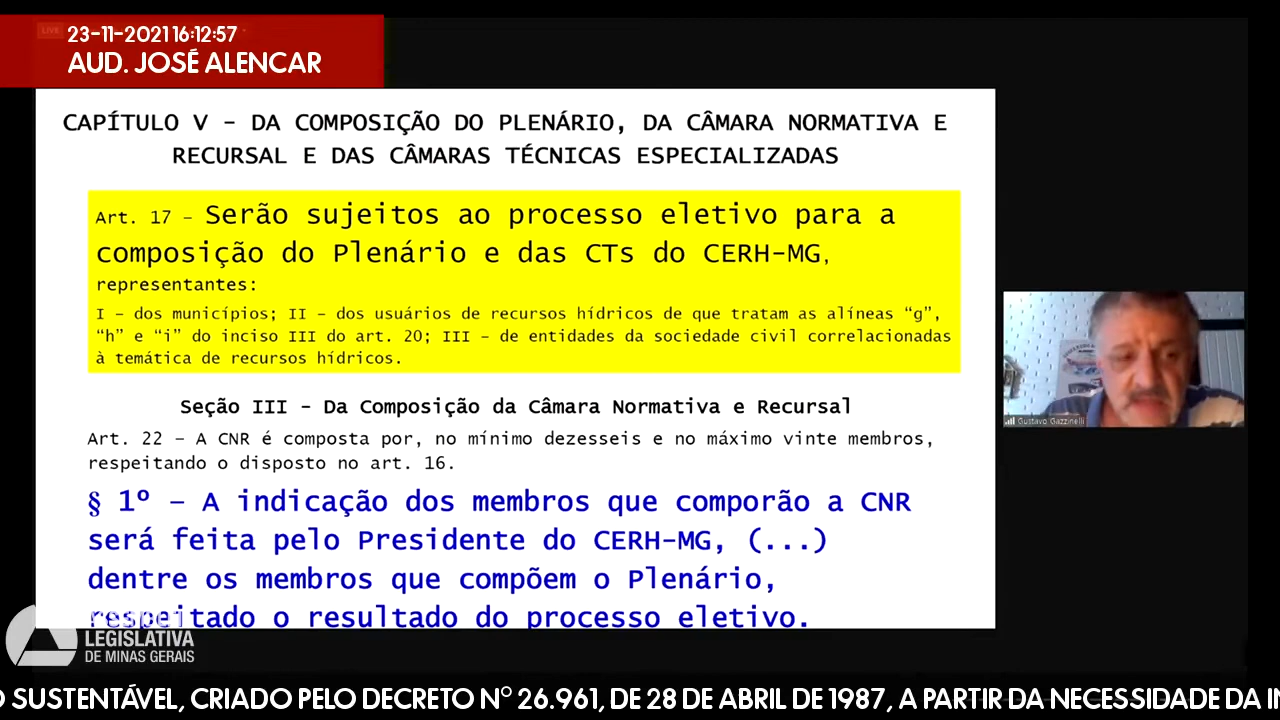 LIVE
23-11-2021 16:12:57
AUD. JOSÉ ALENCAR
CAPÍTULO V - DA COMPOSIÇÃO DO PLENÁRIO, DA CÂMARA NORMATIVA E
RECURSAL E DAS CÂMARAS TÉCNICAS ESPECIALIZADAS
Art. 17 - Serão sujeitos ao processo eletivo para a
composição do Plenário e das CTs do CERH-MG,
representantes:
I - dos municípios; II - dos usuários de recursos hídricos de que tratam as alíneas “g”,
“h” e “i” do inciso III do art. 20; III - de entidades da sociedade civil correlacionadas
à temática de recursos hídricos.
Seção III - Da Composição da Câmara Normativa e Recursal
Art. 22 - A CNR é composta por, no mínimo dezesseis e no máximo vinte membros,
respeitando o disposto no art. 16.
§ 1º - A indicação dos membros que comporão a CNR
será feita pelo Presidente do CERH-MG, (...)
dentre os membros que compõem o Plenário,
respeitado o resultado do processo eletivo.
Gustavo Gazzinelli
LEGISLATIVA
DE MINAS GERAIS
O SUSTENTÁVEL, CRIADO PELO DECRETO N° 26.961, DE 28 DE ABRIL DE 1987, A PARTIR DA NECESSIDADE DA